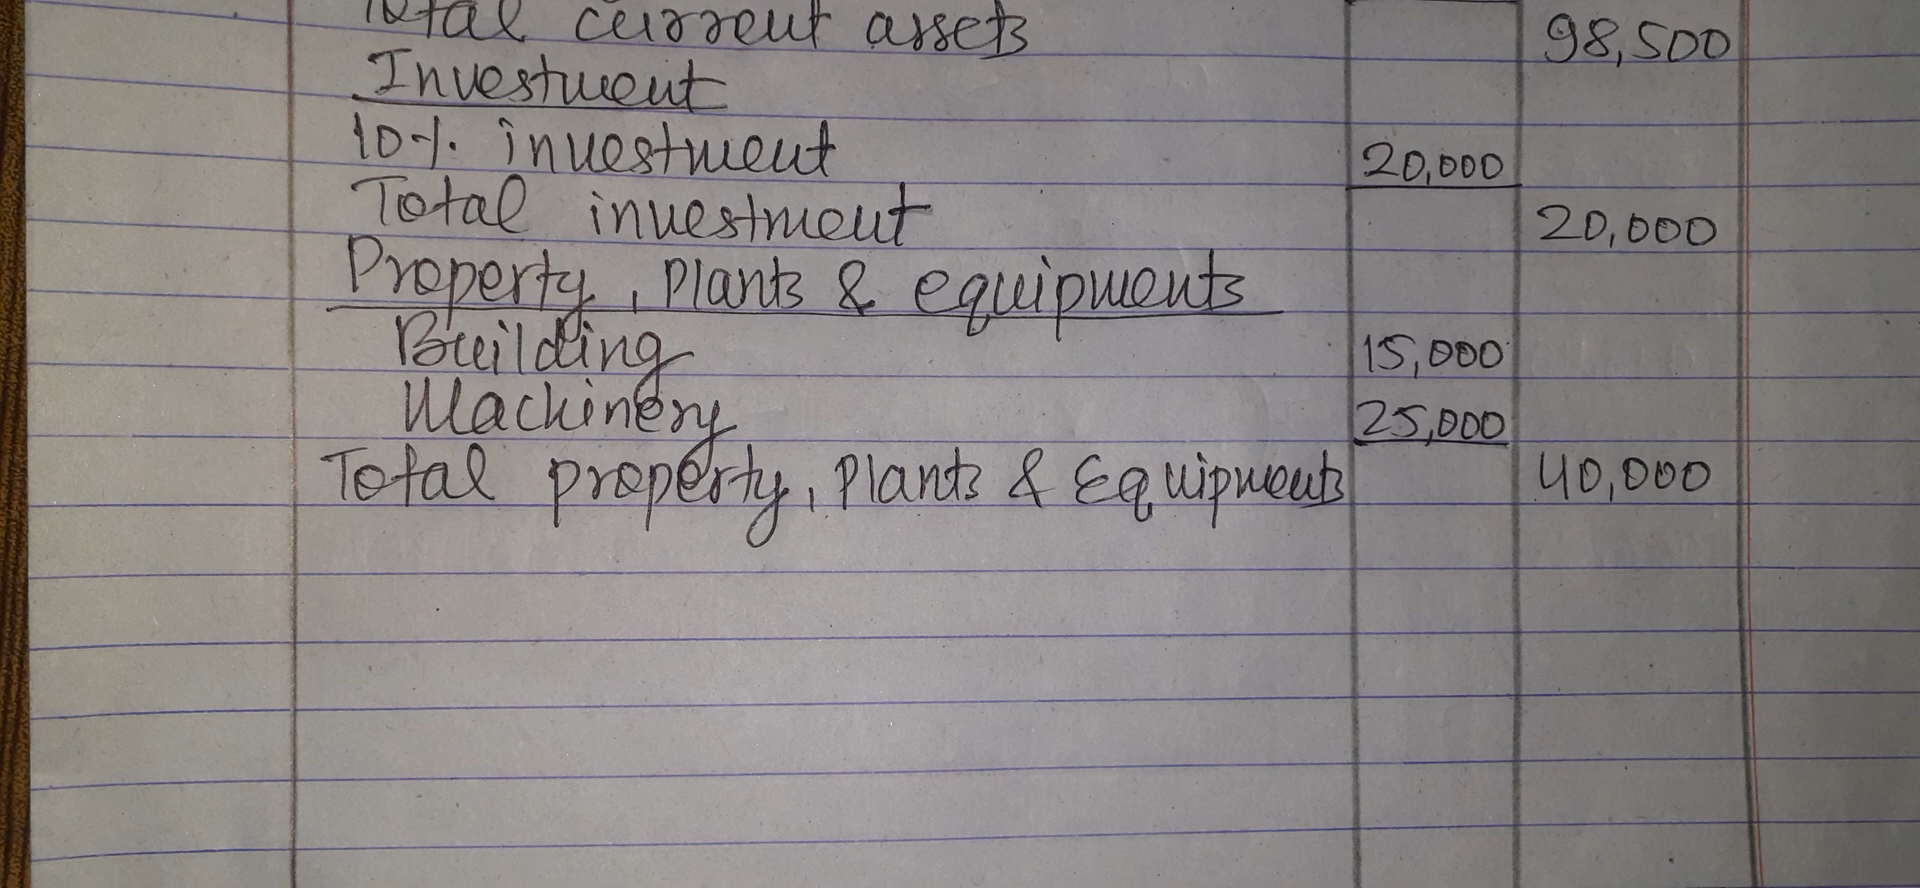 Total current assets 98,500
Investment
10% investment 20,000
Total investment 20,000
Property, Plants & equipments
Building 15,000
Machinery 25,000
Total property, Plants & Equipments 40,000